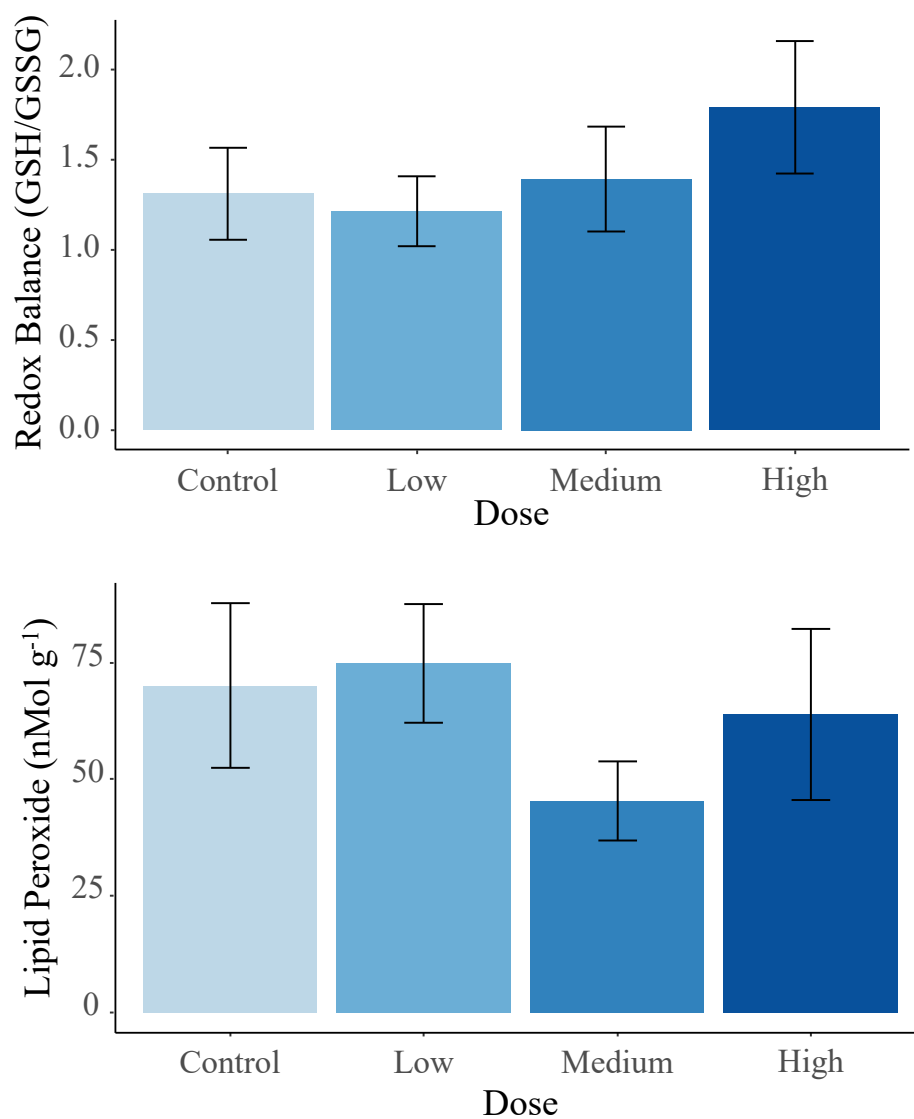 Redox Balance (GSH/GSSG)
2.0
1.5
1.0
0.5
0.0
Control Low Medium High
Dose
Lipid Peroxide (nMol g⁻¹)
75
50
25
0
Control Low Medium High
Dose